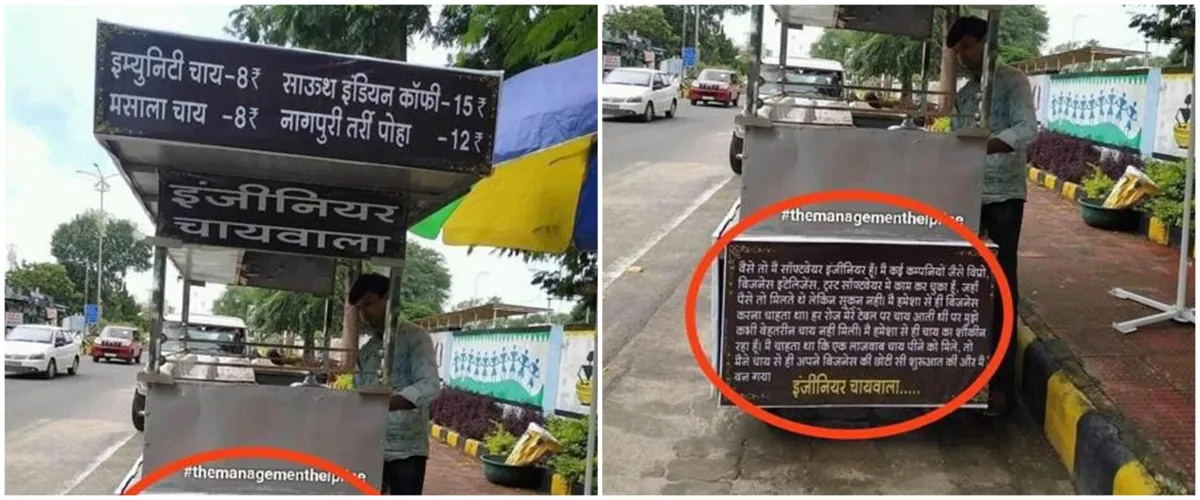 इम्युनिटी चाय-8₹ साऊथ इंडियन कॉफी-15₹
मसाला चाय -8₹ नागपुरी तर्री पोहा -12₹
इंजीनियर
चायवाला
#themanagementhelpline
#themanagementhelpline
वैसे तो मै सॉफ्टवेयर इंजीनियर हूँ। मै कई कम्पनियों जैसे विप्रो,
बिजनेस इंटेलिजेंस, ट्रस्ट सॉफ्टवेयर मे काम कर चुका हूँ, जहाँ
पैसे तो मिलते थे लेकिन सुकून नही। मै हमेशा से ही बिजनेस
करना चाहता था। हर रोज मेरे टेबल पर चाय आती थी पर मुझे
कभी बेहतरीन चाय नही मिली। मै हमेशा से ही चाय का शौकीन
रहा हूँ। मै चाहता था कि एक लाजवाब चाय पीने को मिले, तो
मैने चाय से ही अपने बिजनेस की छोटी सी शुरूआत की और मै
बन गया इंजीनियर चायवाला.....